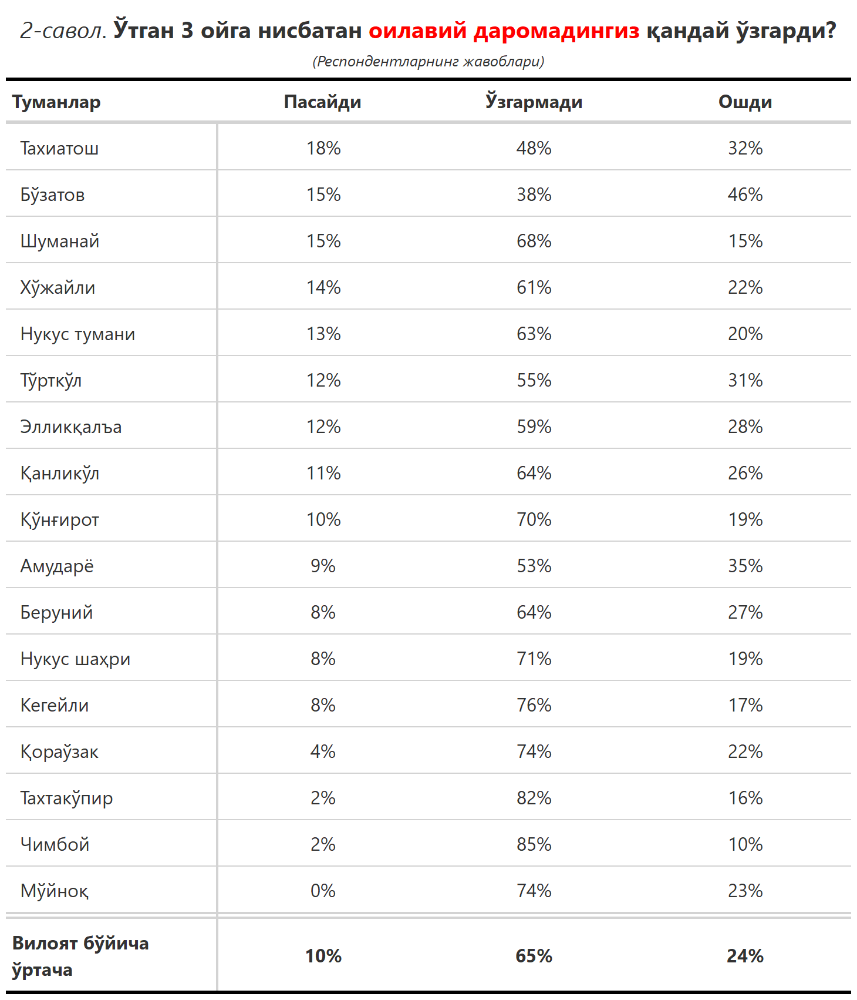 2-савол. Ўтган 3 ойга нисбатан оилавий даромадингиз қандай ўзгарди?
(Респондентларнинг жавоблари)
Туманлар Пасайди Ўзгармади Ошди
Тахиатош 18% 48% 32%
Бўзатов 15% 38% 46%
Шуманай 15% 68% 15%
Хўжайли 14% 61% 22%
Нукус тумани 13% 63% 20%
Тўрткўл 12% 55% 31%
Элликқалъа 12% 59% 28%
Қанликўл 11% 64% 26%
Қўнғирот 10% 70% 19%
Амударё 9% 53% 35%
Беруний 8% 64% 27%
Нукус шаҳри 8% 71% 19%
Кегейли 8% 76% 17%
Қораўзак 4% 74% 22%
Тахтакўпир 2% 82% 16%
Чимбой 2% 85% 10%
Мўйноқ 0% 74% 23%
Вилоят бўйича
ўртача 10% 65% 24%